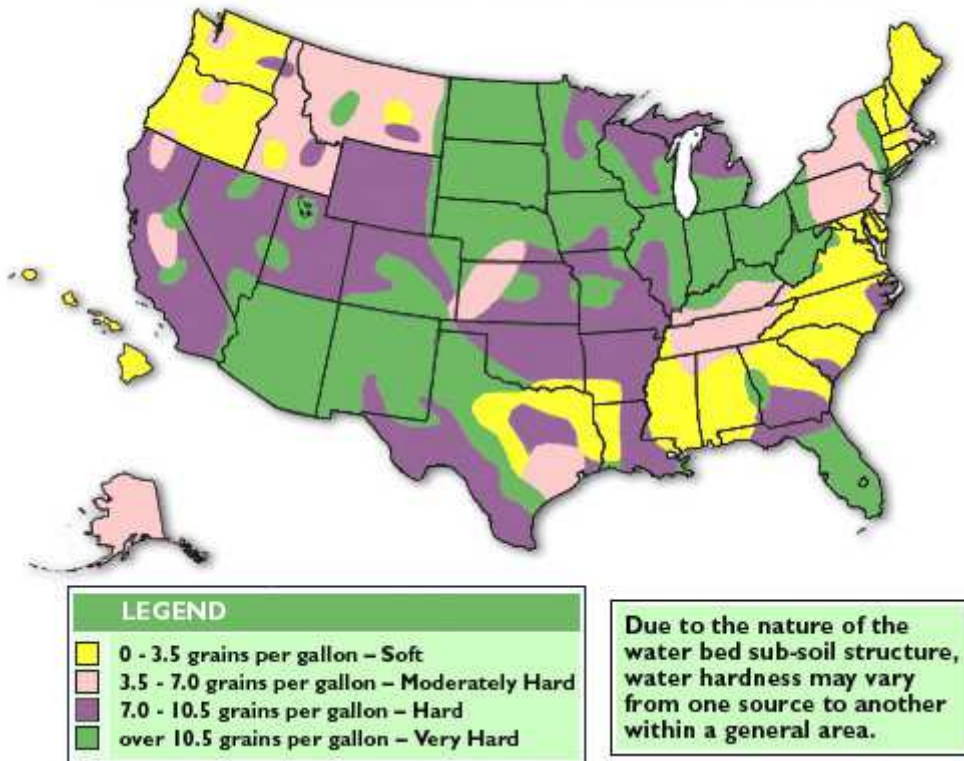 LEGEND
0 - 3.5 grains per gallon – Soft
3.5 - 7.0 grains per gallon – Moderately Hard
7.0 - 10.5 grains per gallon – Hard
over 10.5 grains per gallon – Very Hard
Due to the nature of the
water bed sub-soil structure,
water hardness may vary
from one source to another
within a general area.